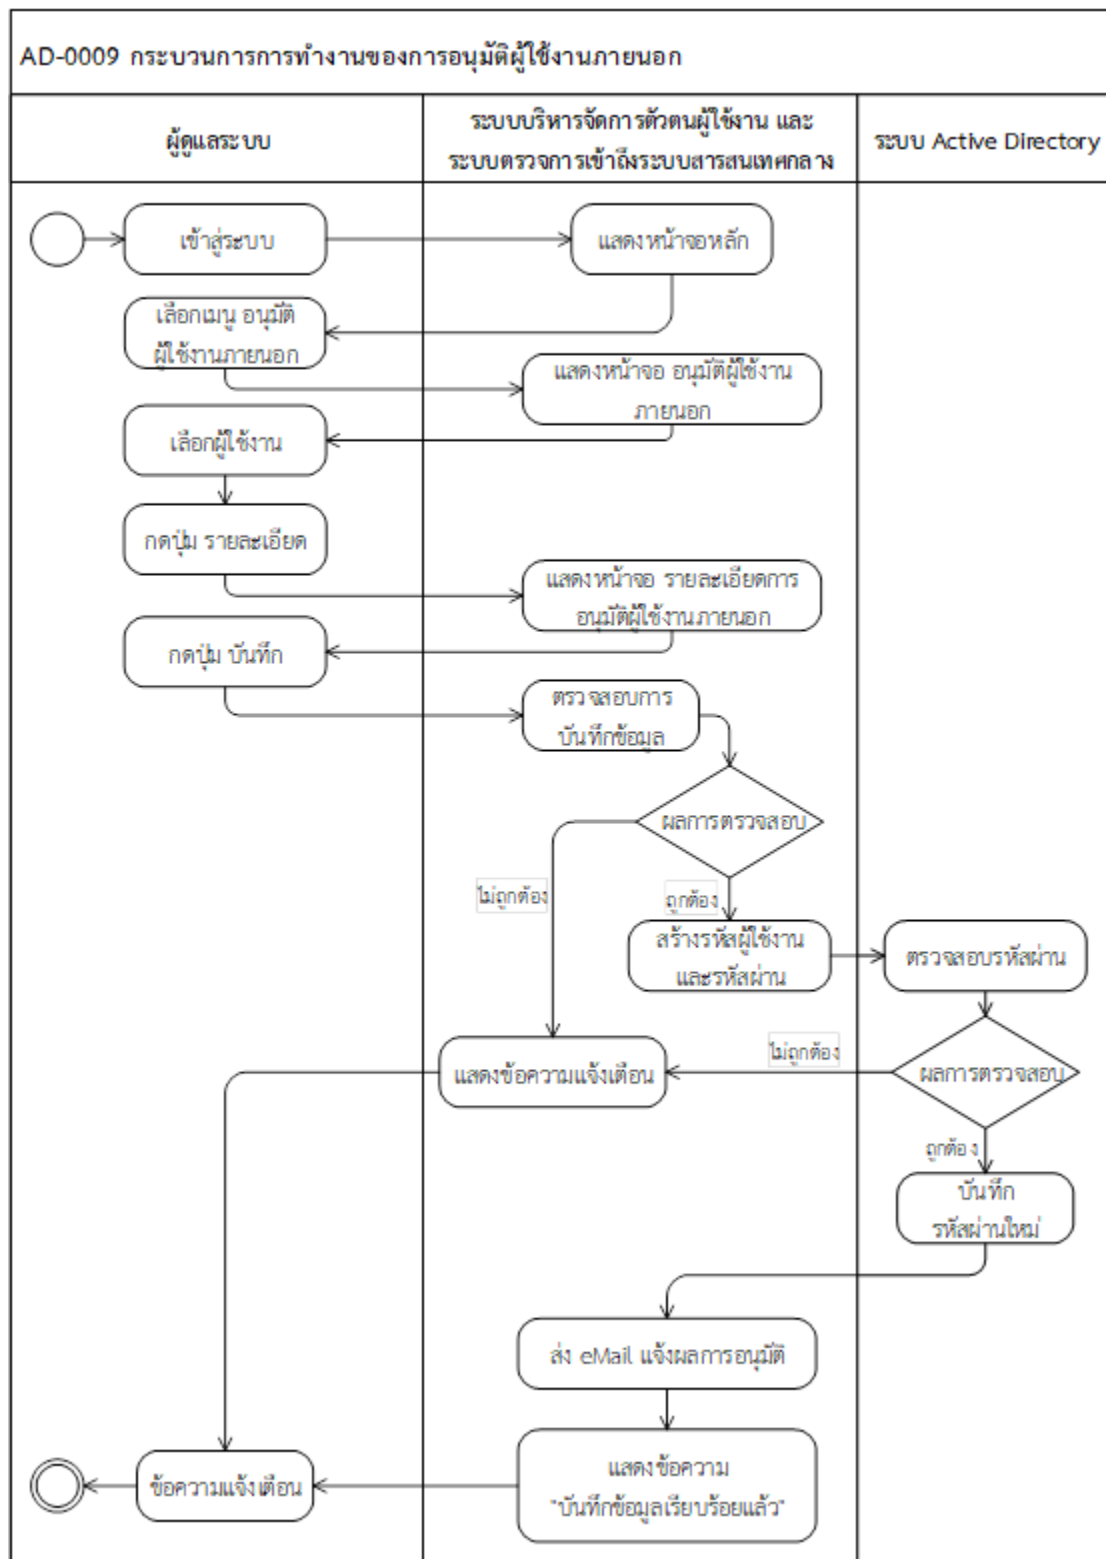 AD-0009 กระบวนการการทำงานของการอนุมัติผู้ใช้งานภายนอก
ผู้ดูแลระบบ
ระบบบริหารจัดการตัวตนผู้ใช้งาน และ
ระบบตรวจการเข้าถึงระบบสารสนเทศกลาง
ระบบ Active Directory
เข้าสู่ระบบ
แสดงหน้าจอหลัก
เลือกเมนู อนุมัติ
ผู้ใช้งานภายนอก
แสดงหน้าจอ อนุมัติผู้ใช้งาน
ภายนอก
เลือกผู้ใช้งาน
กดปุ่ม รายละเอียด
แสดงหน้าจอ รายละเอียดการ
อนุมัติผู้ใช้งานภายนอก
กดปุ่ม บันทึก
ตรวจสอบการ
บันทึกข้อมูล
ผลการตรวจสอบ
ไม่ถูกต้อง
ถูกต้อง
สร้างรหัสผู้ใช้งาน
และรหัสผ่าน
ตรวจสอบรหัสผ่าน
ไม่ถูกต้อง
ผลการตรวจสอบ
แสดงข้อความแจ้งเตือน
ถูกต้อง
บันทึก
รหัสผ่านใหม่
ส่ง eMail แจ้งผลการอนุมัติ
แสดงข้อความ
"บันทึกข้อมูลเรียบร้อยแล้ว"
ข้อความแจ้งเตือน